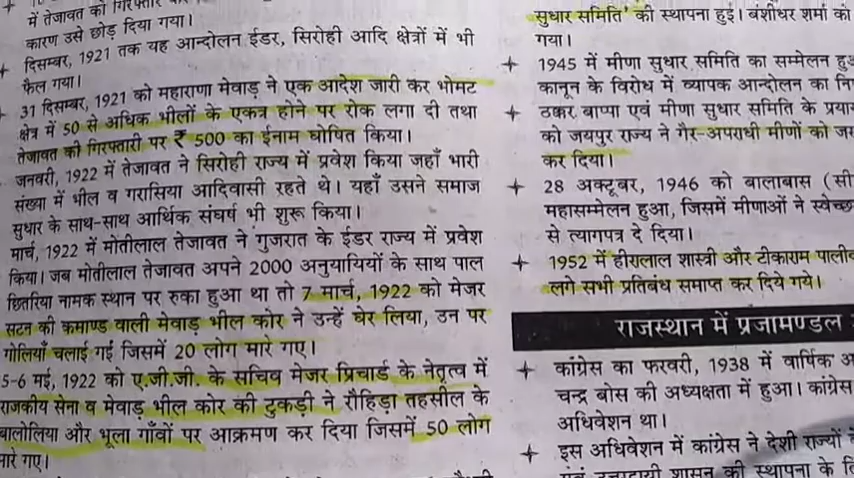 में तेजावत को गिरफ्तार
कारण उसे छोड़ दिया गया।
दिसम्बर, 1921 तक यह आन्दोलन ईडर, सिरोही आदि क्षेत्रों में भी
फैल गया।
31 दिसम्बर, 1921 को महाराणा मेवाड़ ने एक आदेश जारी कर भोमट
क्षेत्र में 50 से अधिक भीलों के एकत्र होने पर रोक लगा दी तथा
तेजावत की गिरफ्तारी पर ₹ 500 का ईनाम घोषित किया।
जनवरी, 1922 में तेजावत ने सिरोही राज्य में प्रवेश किया जहाँ भारी
संख्या में भील व गरासिया आदिवासी रहते थे। यहाँ उसने समाज
सुधार के साथ-साथ आर्थिक संघर्ष भी शुरू किया।
मार्च, 1922 में मोतीलाल तेजावत ने गुजरात के ईडर राज्य में प्रवेश
किया। जब मोतीलाल तेजावत अपने 2000 अनुयायियों के साथ पाल
छितरिया नामक स्थान पर रुका हुआ था तो 7 मार्च, 1922 को मेजर
सटन की कमाण्ड वाली मेवाड़ भील कोर ने उन्हें घेर लिया, उन पर
गोलियाँ चलाई गई जिसमें 20 लोग मारे गए।
5-6 मई, 1922 को ए.जी.जी. के सचिव मेजर प्रिचार्ड के नेतृत्व में
राजकीय सेना व मेवाड़ भील कोर की टुकड़ी ने रौहिड़ा तहसील के
बालोलिया और भूला गाँवों पर आक्रमण कर दिया जिसमें 50 लोग
मारे गए।
सुधार समिति' की स्थापना हुई। बंशीधर शर्मा को
गया।
1945 में मीणा सुधार समिति का सम्मेलन
कानून के विरोध में व्यापक आन्दोलन का
ठक्कर बाप्पा एवं मीणा सुधार समिति के
को जयपुर राज्य ने गैर-अपराधी मीणों को
कर दिया।
28 अक्टूबर, 1946 को बालाबास
महासम्मेलन हुआ, जिसमें मीणाओं ने
से त्यागपत्र दे दिया।
1952 में हीरालाल शास्त्री और टीकाराम
लगे सभी प्रतिबंध समाप्त कर दिये गये।
राजस्थान में प्रजामण्डल
कांग्रेस का फरवरी, 1938 में वार्षिक
चन्द्र बोस की अध्यक्षता में हुआ। कांग्रेस
अधिवेशन था।
इस अधिवेशन में कांग्रेस ने देशी राज्यों
एवं उत्तरदायी शासन की स्थापना के